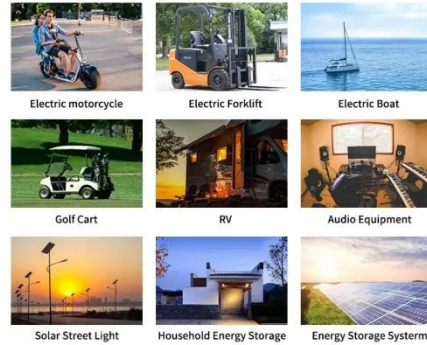 Electric motorcycle
Electric Forklift
Electric Boat
Golf Cart
RV
Audio Equipment
Solar Street Light
Household Energy Storage
Energy Storage Systerm